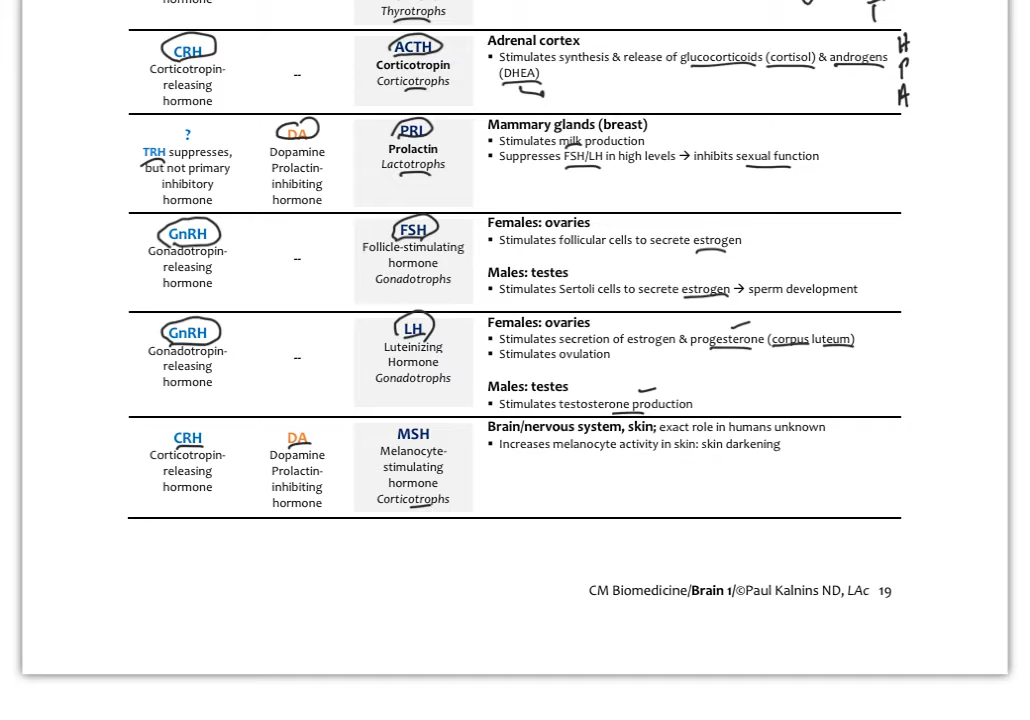 hormone
Thyrotrophs
T
CRH
Corticotropin-
releasing
hormone
--
ACTH
Corticotropin
Corticotrophs
Adrenal cortex
▪ Stimulates synthesis & release of glucocorticoids (cortisol) & androgens
(DHEA)
H
P
A
?
TRH suppresses,
but not primary
inhibitory
hormone
DA
Dopamine
Prolactin-
inhibiting
hormone
PRL
Prolactin
Lactotrophs
Mammary glands (breast)
▪ Stimulates milk production
▪ Suppresses FSH/LH in high levels → inhibits sexual function
GnRH
Gonadotropin-
releasing
hormone
--
FSH
Follicle-stimulating
hormone
Gonadotrophs
Females: ovaries
▪ Stimulates follicular cells to secrete estrogen
Males: testes
▪ Stimulates Sertoli cells to secrete estrogen → sperm development
GnRH
Gonadotropin-
releasing
hormone
--
LH
Luteinizing
Hormone
Gonadotrophs
Females: ovaries
▪ Stimulates secretion of estrogen & progesterone (corpus luteum)
▪ Stimulates ovulation
Males: testes
▪ Stimulates testosterone production
CRH
Corticotropin-
releasing
hormone
DA
Dopamine
Prolactin-
inhibiting
hormone
MSH
Melanocyte-
stimulating
hormone
Corticotrophs
Brain/nervous system, skin; exact role in humans unknown
▪ Increases melanocyte activity in skin: skin darkening
CM Biomedicine/Brain 1/©Paul Kalnins ND, LAc 19